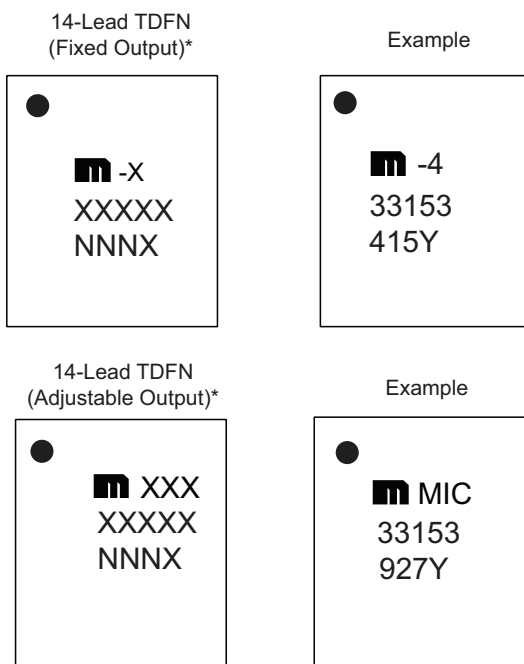 14-Lead TDFN
(Fixed Output)*
Example
m -X
XXXXX
NNNX
m -4
33153
415Y
14-Lead TDFN
(Adjustable Output)*
Example
m XXX
XXXXX
NNNX
m MIC
33153
927Y